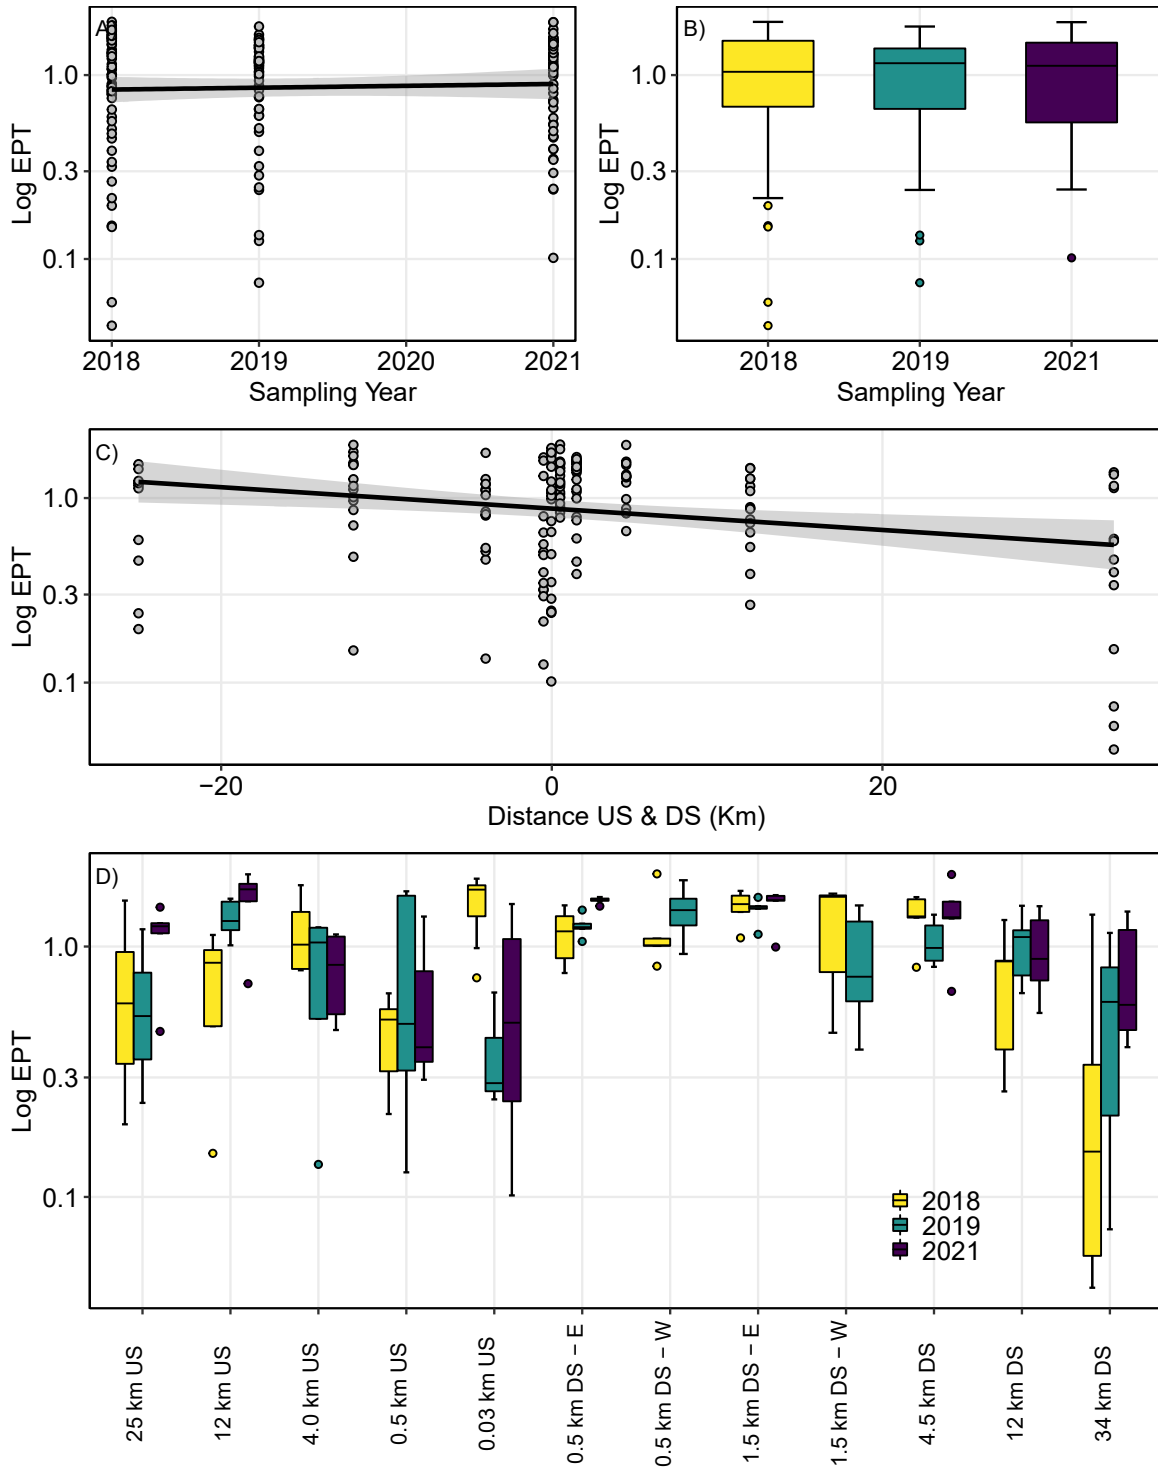 A)
1.0
0.3
0.1
Log EPT
2018 2019 2020 2021
Sampling Year
B)
1.0
0.3
0.1
Log EPT
2018 2019 2021
Sampling Year
C)
1.0
0.3
0.1
Log EPT
−20 0 20
Distance US & DS (Km)
D)
1.0
0.3
0.1
Log EPT
2018
2019
2021
25 km US
12 km US
4.0 km US
0.5 km US
0.03 km US
0.5 km DS − E
0.5 km DS − W
1.5 km DS − E
1.5 km DS − W
4.5 km DS
12 km DS
34 km DS